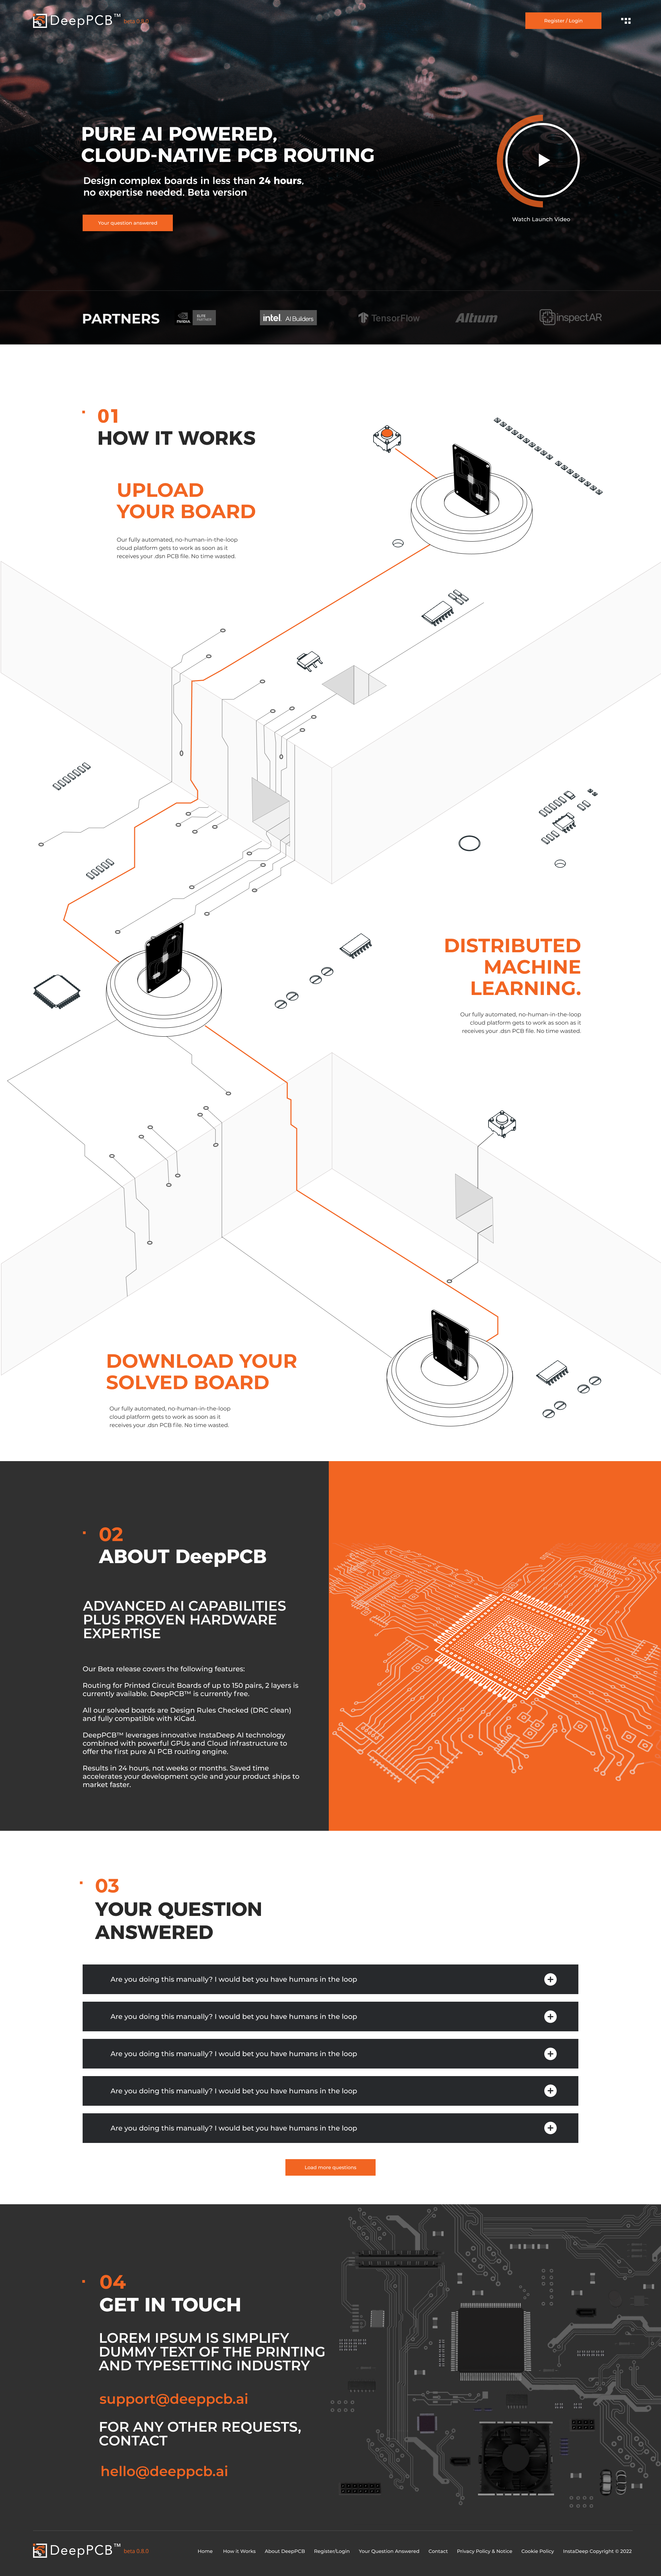 DeepPCB™ beta 0.8.0
Register / Login
PURE AI POWERED,
CLOUD-NATIVE PCB ROUTING
Design complex boards in less than 24 hours,
no expertise needed. Beta version
Your question answered
Watch Launch Video
PARTNERS
NVIDIA. ELITE PARTNER
intel. AI Builders
TensorFlow
Altium
inspectAR
01
HOW IT WORKS
UPLOAD
YOUR BOARD
Our fully automated, no-human-in-the-loop
cloud platform gets to work as soon as it
receives your .dsn PCB file. No time wasted.
DISTRIBUTED
MACHINE
LEARNING.
Our fully automated, no-human-in-the-loop
cloud platform gets to work as soon as it
receives your .dsn PCB file. No time wasted.
DOWNLOAD YOUR
SOLVED BOARD
Our fully automated, no-human-in-the-loop
cloud platform gets to work as soon as it
receives your .dsn PCB file. No time wasted.
02
ABOUT DeepPCB
ADVANCED AI CAPABILITIES
PLUS PROVEN HARDWARE
EXPERTISE
Our Beta release covers the following features:
Routing for Printed Circuit Boards of up to 150 pairs, 2 layers is
currently available. DeepPCB™ is currently free.
All our solved boards are Design Rules Checked (DRC clean)
and fully compatible with KiCad.
DeepPCB™ leverages innovative InstaDeep AI technology
combined with powerful GPUs and Cloud infrastructure to
offer the first pure AI PCB routing engine.
Results in 24 hours, not weeks or months. Saved time
accelerates your development cycle and your product ships to
market faster.
03
YOUR QUESTION
ANSWERED
Are you doing this manually? I would bet you have humans in the loop
Are you doing this manually? I would bet you have humans in the loop
Are you doing this manually? I would bet you have humans in the loop
Are you doing this manually? I would bet you have humans in the loop
Are you doing this manually? I would bet you have humans in the loop
Load more questions
04
GET IN TOUCH
LOREM IPSUM IS SIMPLIFY
DUMMY TEXT OF THE PRINTING
AND TYPESETTING INDUSTRY
support@deeppcb.ai
FOR ANY OTHER REQUESTS,
CONTACT
hello@deeppcb.ai
DeepPCB™ beta 0.8.0
Home How it Works About DeepPCB Register/Login Your Question Answered Contact Privacy Policy & Notice Cookie Policy InstaDeep Copyright © 2022